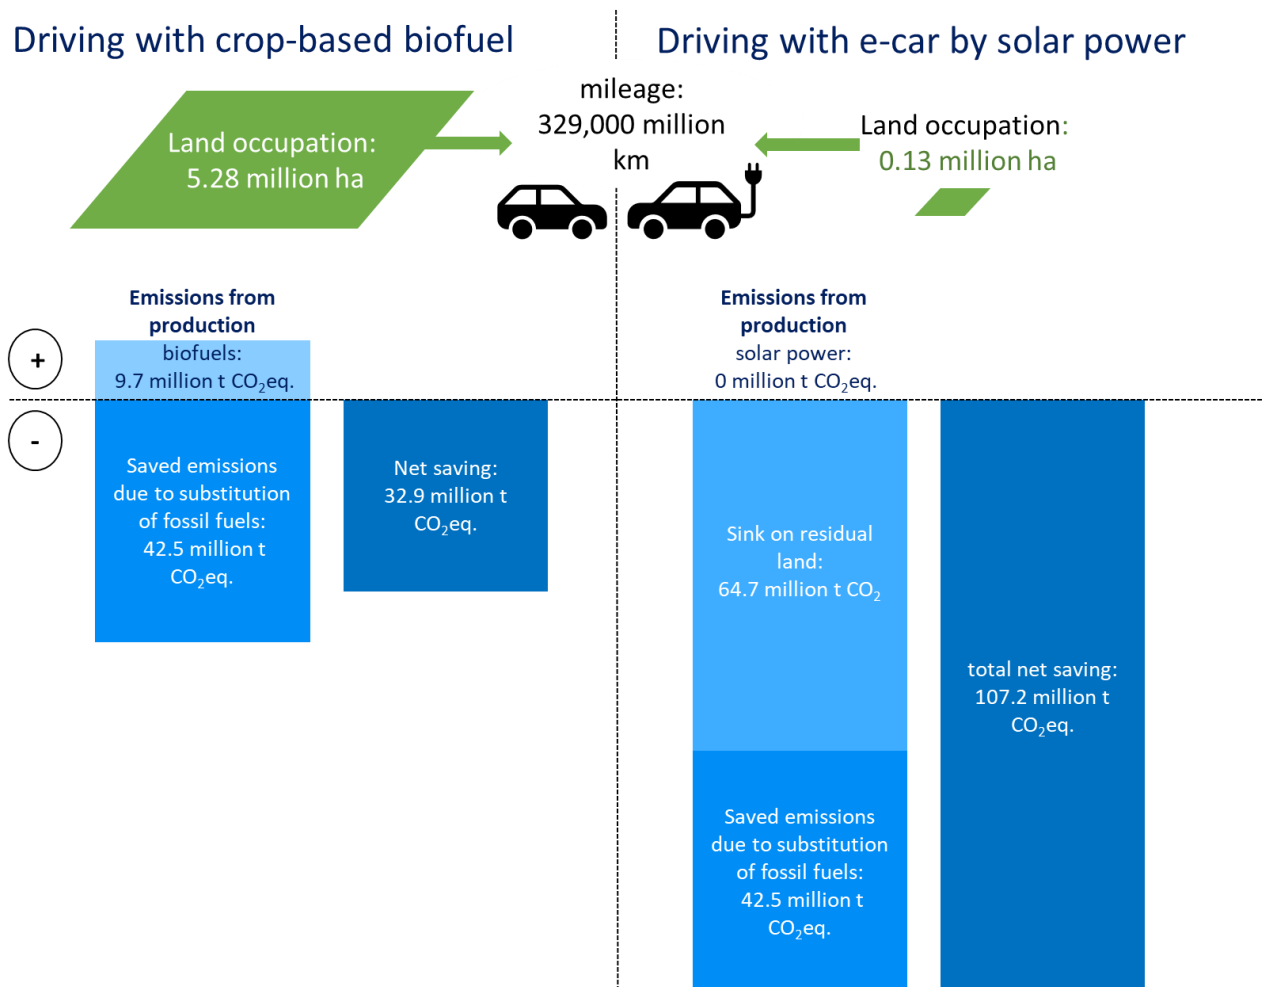 Driving with crop-based biofuel
Driving with e-car by solar power
mileage:
329,000 million
km
Land occupation:
5.28 million ha
Land occupation:
0.13 million ha
Emissions from
production
biofuels:
9.7 million t CO₂eq.
Emissions from
production
solar power:
0 million t CO₂eq.
+
-
Saved emissions
due to substitution
of fossil fuels:
42.5 million t
CO₂eq.
Net saving:
32.9 million t
CO₂eq.
Sink on residual
land:
64.7 million t CO₂
Saved emissions
due to substitution
of fossil fuels:
42.5 million t
CO₂eq.
total net saving:
107.2 million t
CO₂eq.